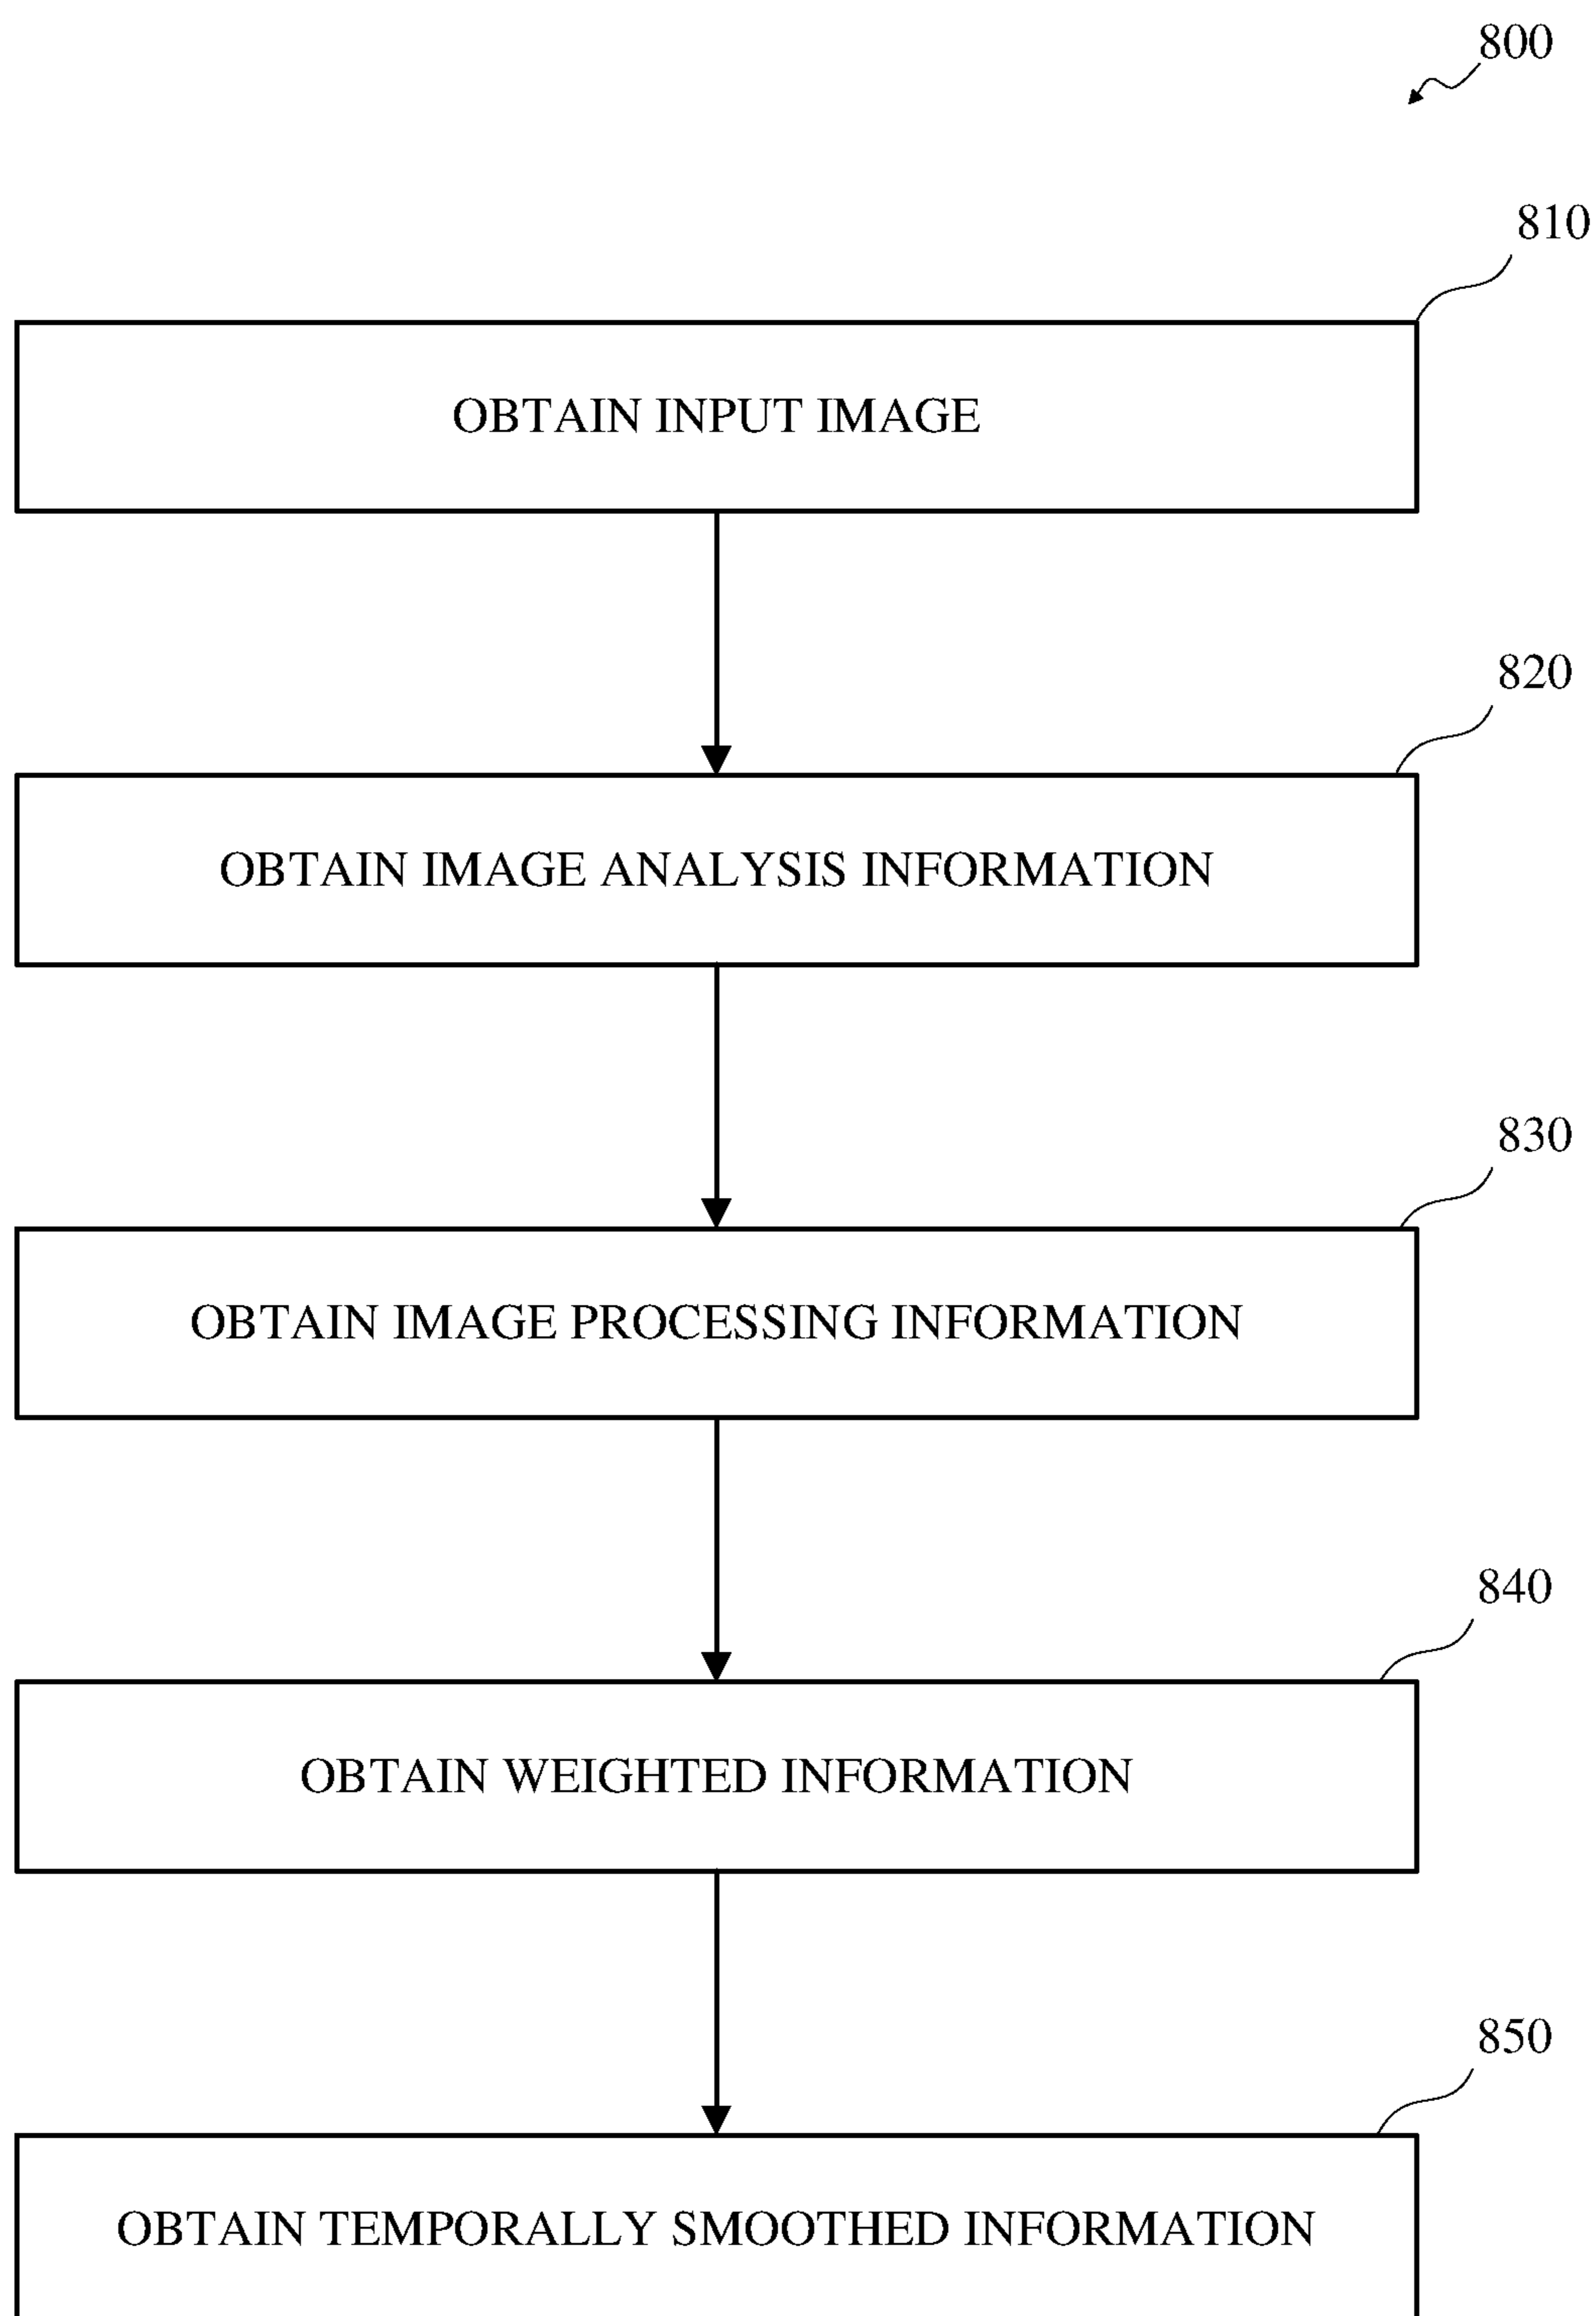 800
810
OBTAIN INPUT IMAGE
820
OBTAIN IMAGE ANALYSIS INFORMATION
830
OBTAIN IMAGE PROCESSING INFORMATION
840
OBTAIN WEIGHTED INFORMATION
850
OBTAIN TEMPORALLY SMOOTHED INFORMATION